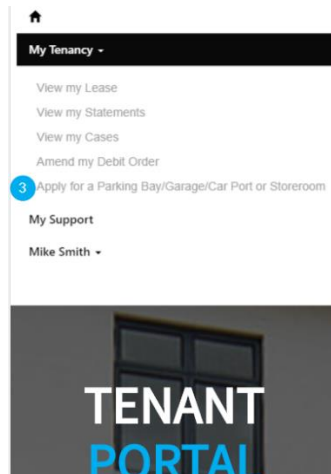 My Tenancy
View my Lease
View my Statements
View my Cases
Amend my Debit Order
3 Apply for a Parking Bay/Garage/Car Port or Storeroom
My Support
Mike Smith
TENANT
PORTAL